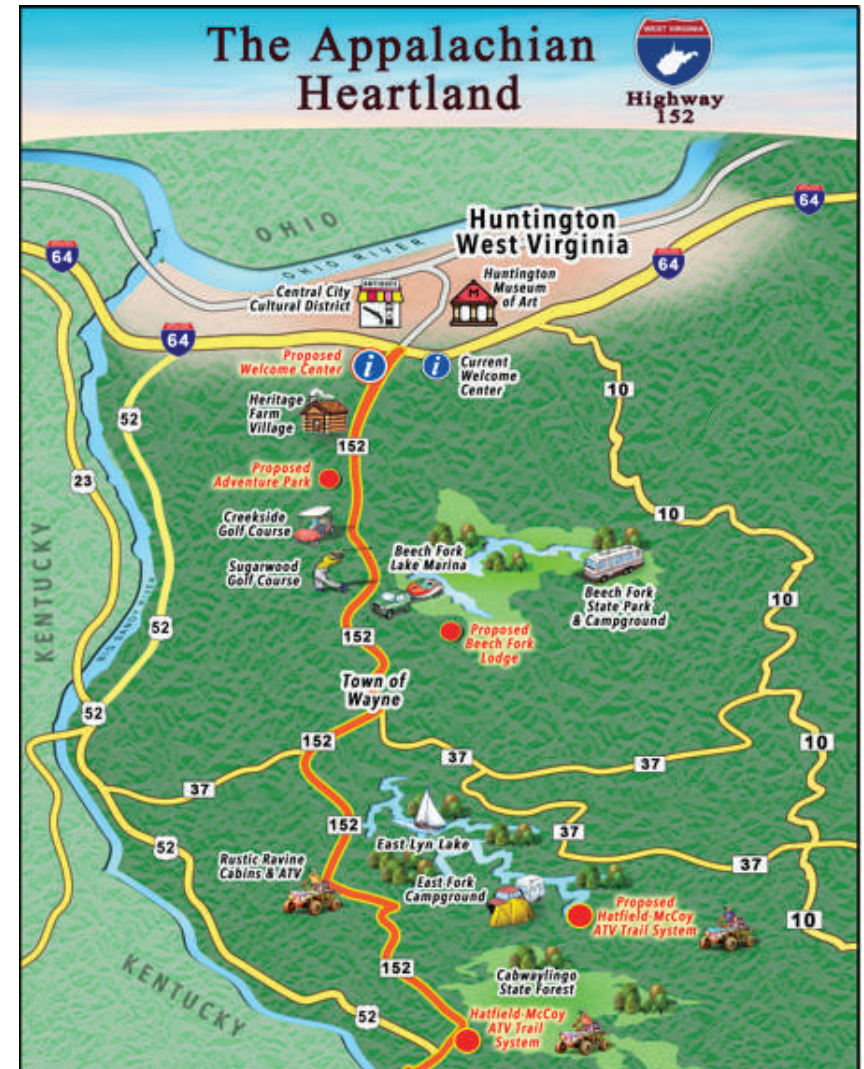 The Appalachian
Heartland
WEST VIRGINIA
Highway
152
OHIO
OHIO RIVER
Huntington
West Virginia
64
64
64
64
Central City
Cultural District
ANTIQUES
M
Huntington
Museum
of Art
Proposed
Welcome Center
i
i
Current
Welcome
Center
Heritage
Farm
Village
52
152
10
23
Proposed
Adventure Park
Creekside
Golf Course
10
Sugarwood
Golf Course
Beech Fork
Lake Marina
Beech Fork
State Park
& Campground
10
KENTUCKY
BIG SANDY RIVER
52
152
Proposed
Beech Fork
Lodge
Town of
Wayne
52
152
37
37
10
37
152
37
37
52
East Lyn Lake
Rustic Ravine
Cabins & ATV
East Fork
Campground
Proposed
Hatfield-McCoy
ATV Trail System
10
KENTUCKY
152
Cabwaylingo
State Forest
52
Hatfield-McCoy
ATV Trail
System